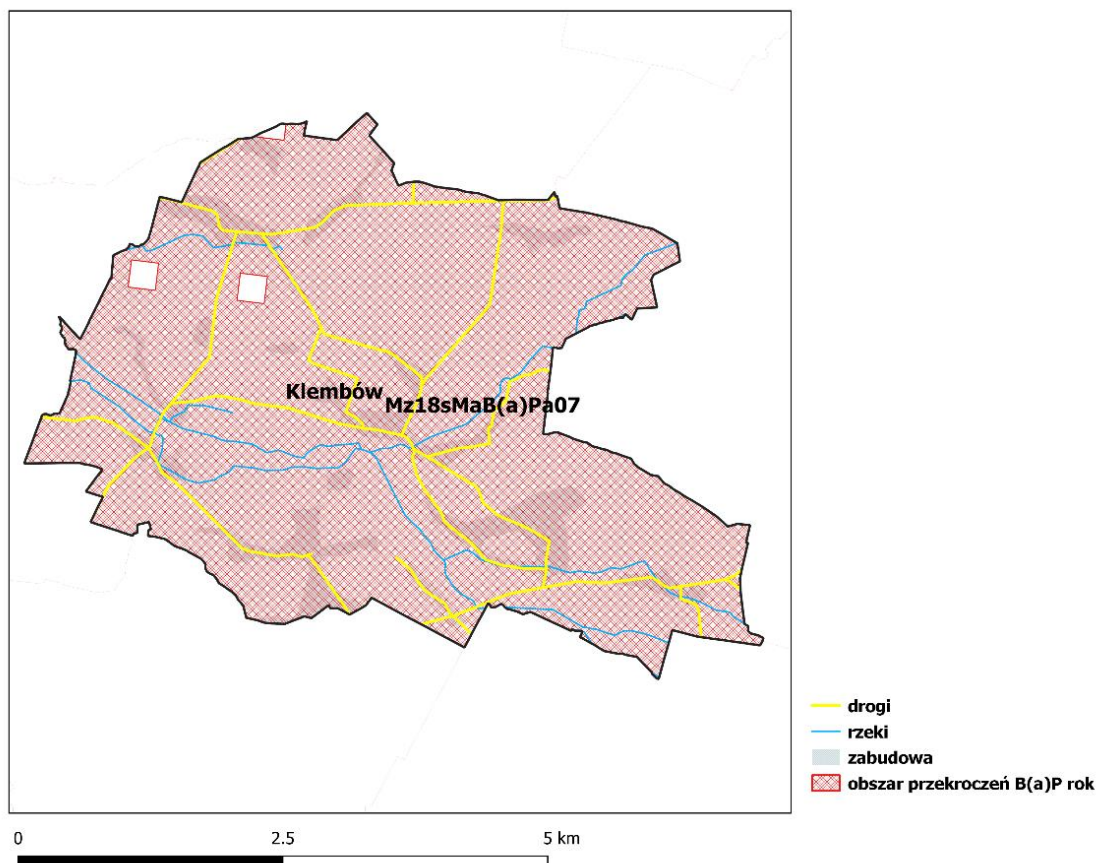 Klembów
Mz18sMaB(a)Pa07
drogi
rzeki
zabudowa
obszar przekroczeń B(a)P rok
0 2.5 5 km